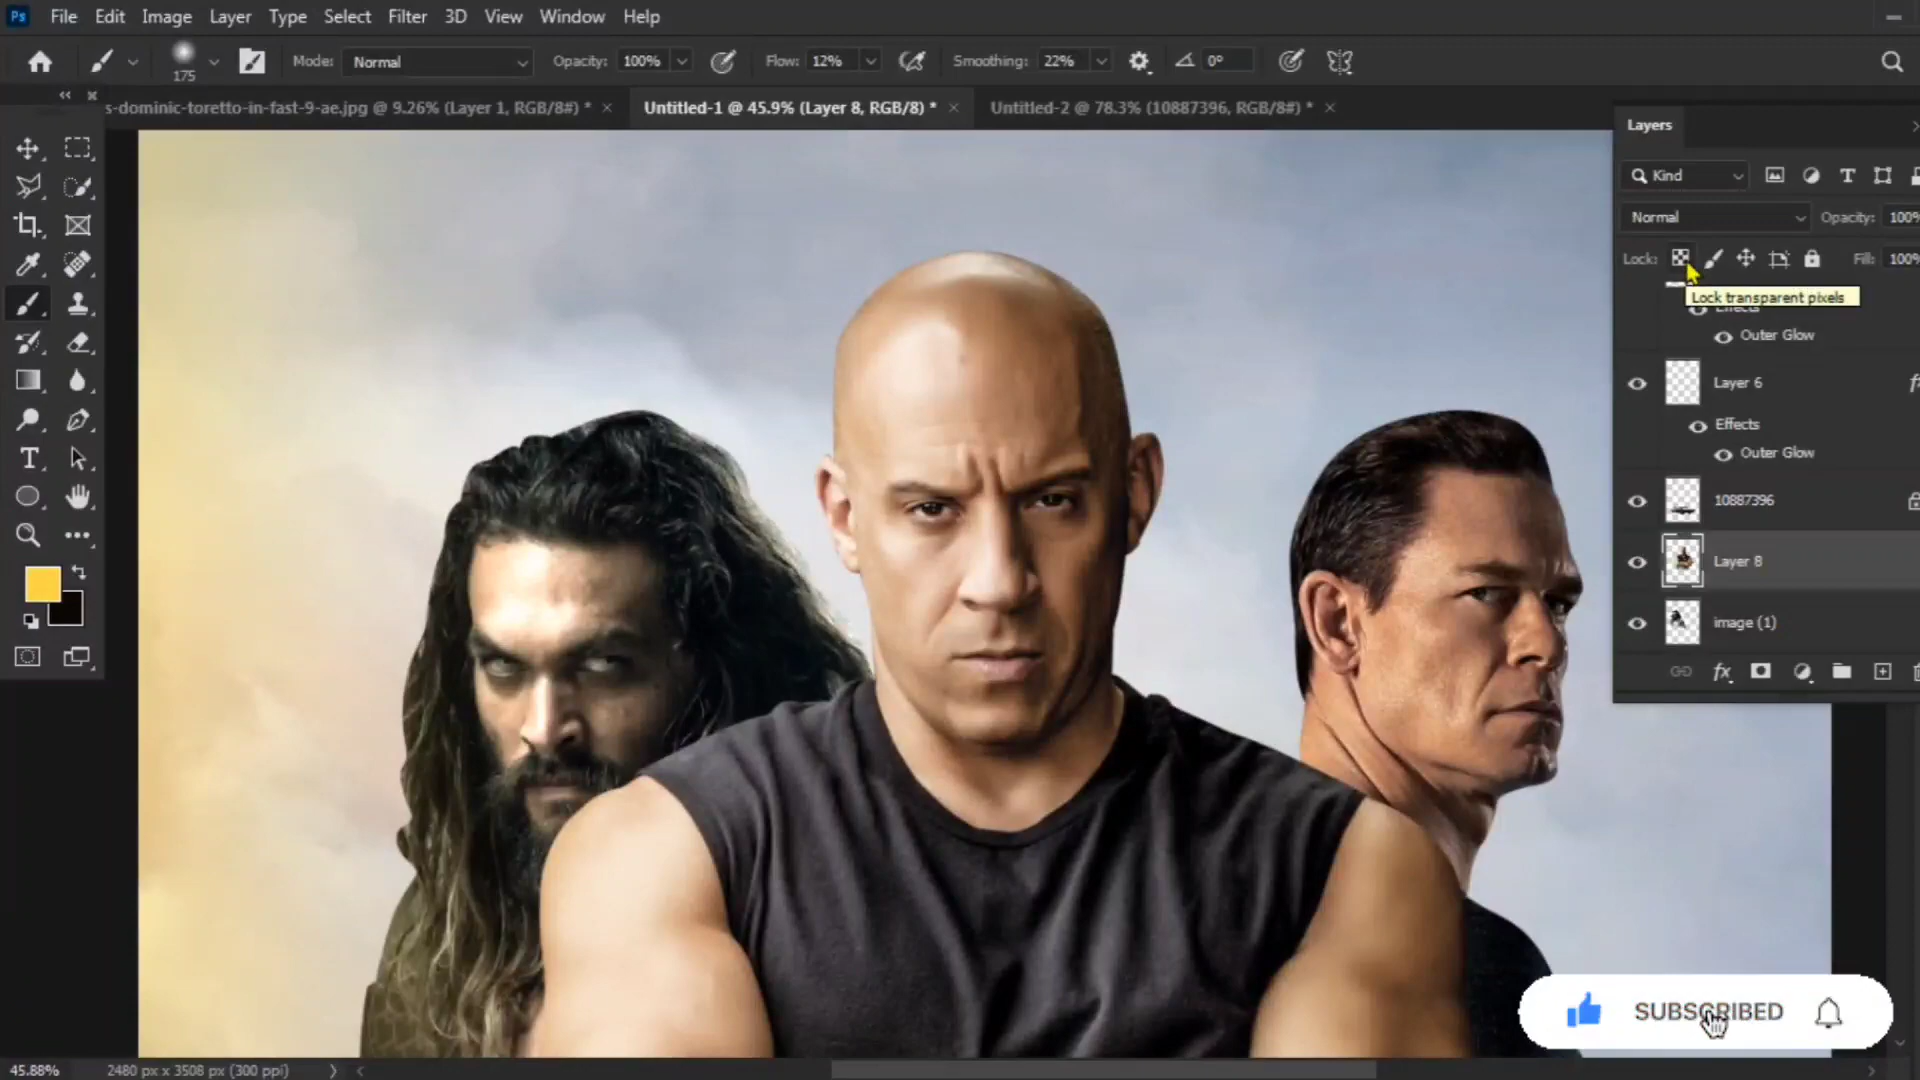 Ps File Edit Image Layer Type Select Filter 3D View Window Help
175 Mode: Normal Opacity: 100% Flow: 12% Smoothing: 22% 0°
s-dominic-toretto-in-fast-9-ae.jpg @ 9.26% (Layer 1, RGB/8#) * Untitled-1 @ 45.9% (Layer 8, RGB/8) * Untitled-2 @ 78.3% (10887396, RGB/8#) *
Layers
Kind
Normal Opacity: 100%
Lock: Fill: 100%
Lock transparent pixels
Effects
Outer Glow
Layer 6
Effects
Outer Glow
10887396
Layer 8
image (1)
SUBSCRIBED
45.88% 2480 px x 3508 px (300 ppi)